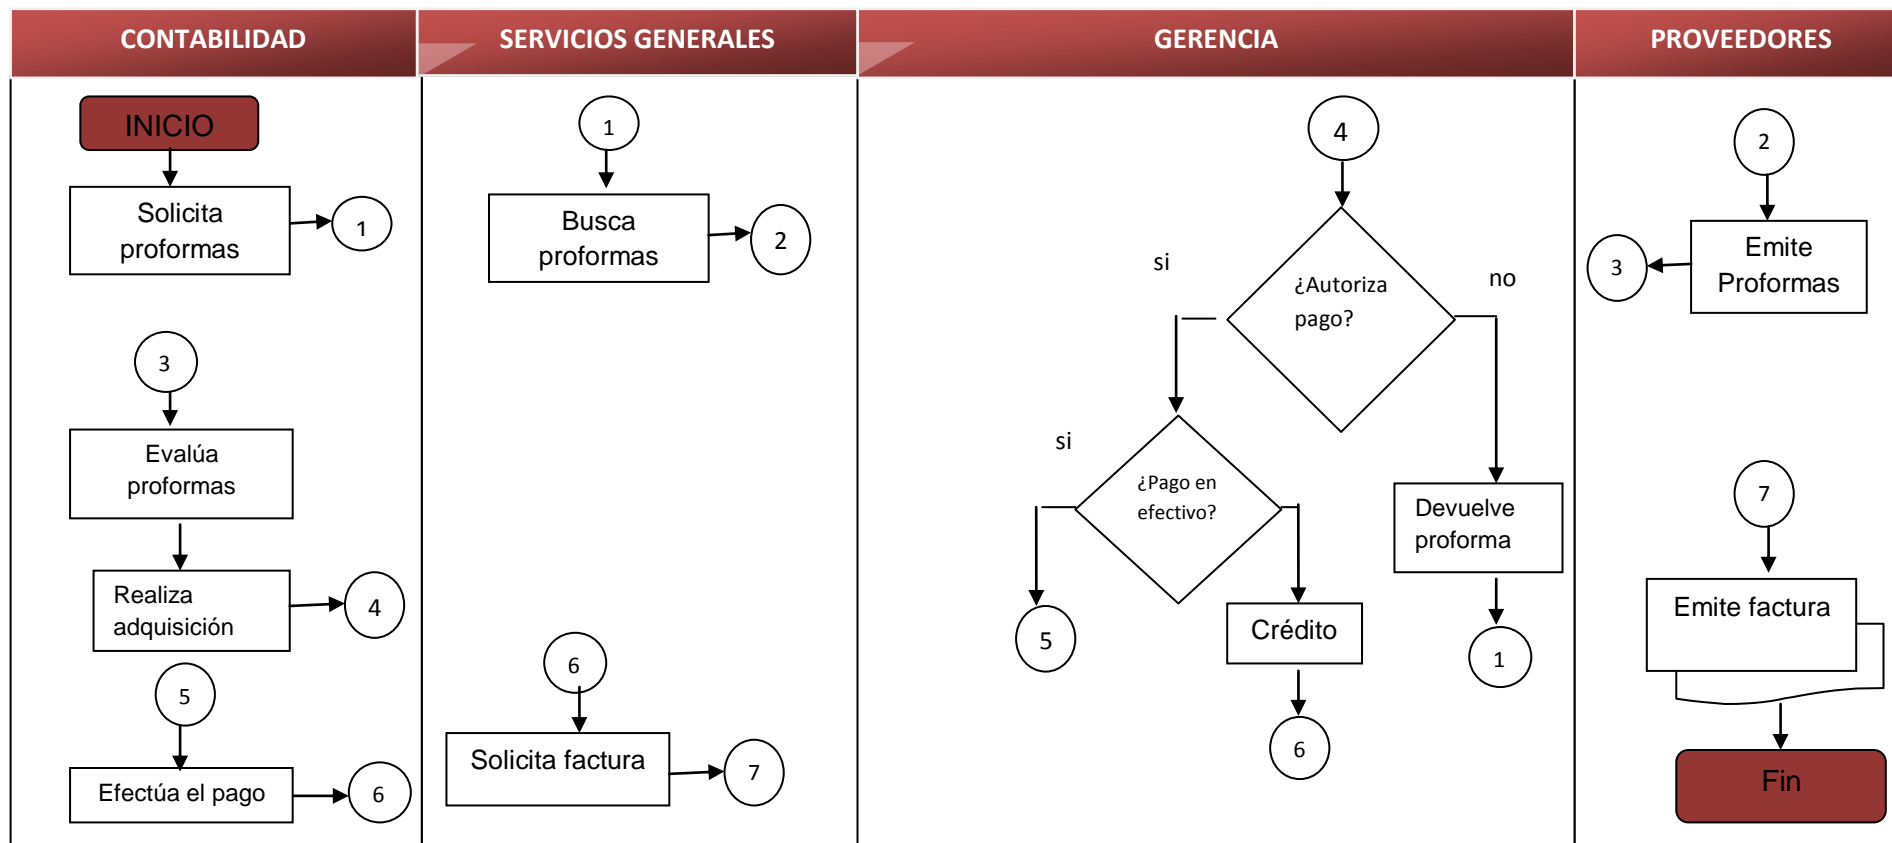 CONTABILIDAD
SERVICIOS GENERALES
GERENCIA
PROVEEDORES
INICIO
Solicita
proformas
1
3
Evalúa
proformas
Realiza
adquisición
4
5
Efectúa el pago
6
1
Busca
proformas
2
6
Solicita factura
7
4
¿Autoriza
pago?
si
no
¿Pago en
efectivo?
si
5
Crédito
6
Devuelve
proforma
1
2
Emite
Proformas
3
7
Emite factura
Fin